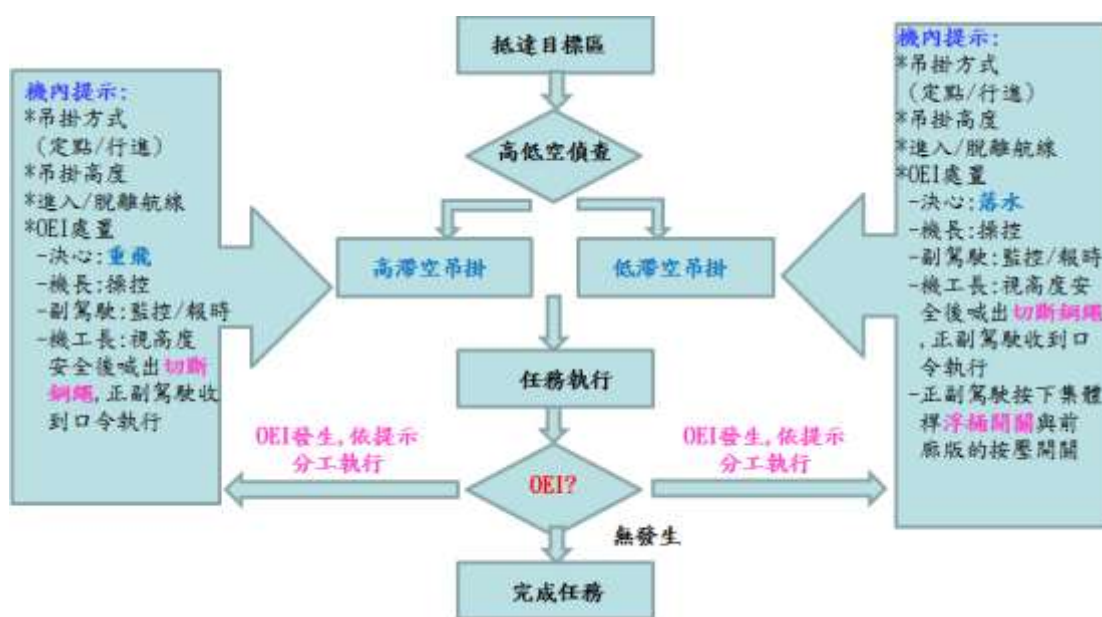 抵達目標區
高低空偵查
機內提示:
*吊掛方式
(定點/行進)
*吊掛高度
*進入/脫離航線
*OEI處置
-決心:重飛
-機長:操控
-副駕駛:監控/報時
-機工長:視高度
安全後喊出切斷
鋼繩,正副駕駛收
到口令執行
高滯空吊掛
低滯空吊掛
機內提示:
*吊掛方式
(定點/行進)
*吊掛高度
*進入/脫離航線
*OEI處置
-決心:落水
-機長:操控
-副駕駛:監控/報時
-機工長:視高度安
全後喊出切斷鋼繩
,正副駕駛收到口
令執行
-正副駕駛按下集體
桿浮桶開關與前
廊版的按壓開關
任務執行
OEI發生,依提示
分工執行
OEI發生,依提示
分工執行
OEI?
無發生
完成任務